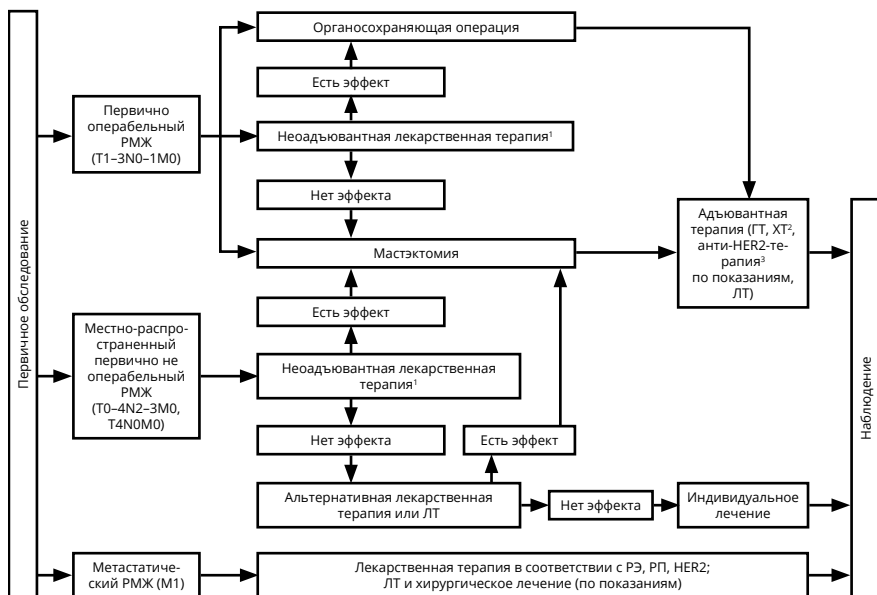 Первичное обследование
Первично
операбельный
РМЖ
(T1–3N0–1M0)
Органосохраняющая операция
Есть эффект
Неоадъювантная лекарственная терапия¹
Нет эффекта
Мастэктомия
Адъювантная
терапия (ГТ, ХТ²,
анти-HER2-те-
рапия³
по показаниям,
ЛТ)
Наблюдение
Местно-распро-
страненный
первично не
операбельный
РМЖ
(T0–4N2–3M0,
T4N0M0)
Есть эффект
Неоадъювантная лекарственная
терапия¹
Нет эффекта
Есть эффект
Альтернативная лекарственная
терапия или ЛТ
Нет эффекта
Индивидуальное
лечение
Метастатиче-
ский РМЖ (М1)
Лекарственная терапия в соответствии с РЭ, РП, HER2;
ЛТ и хирургическое лечение (по показаниям)